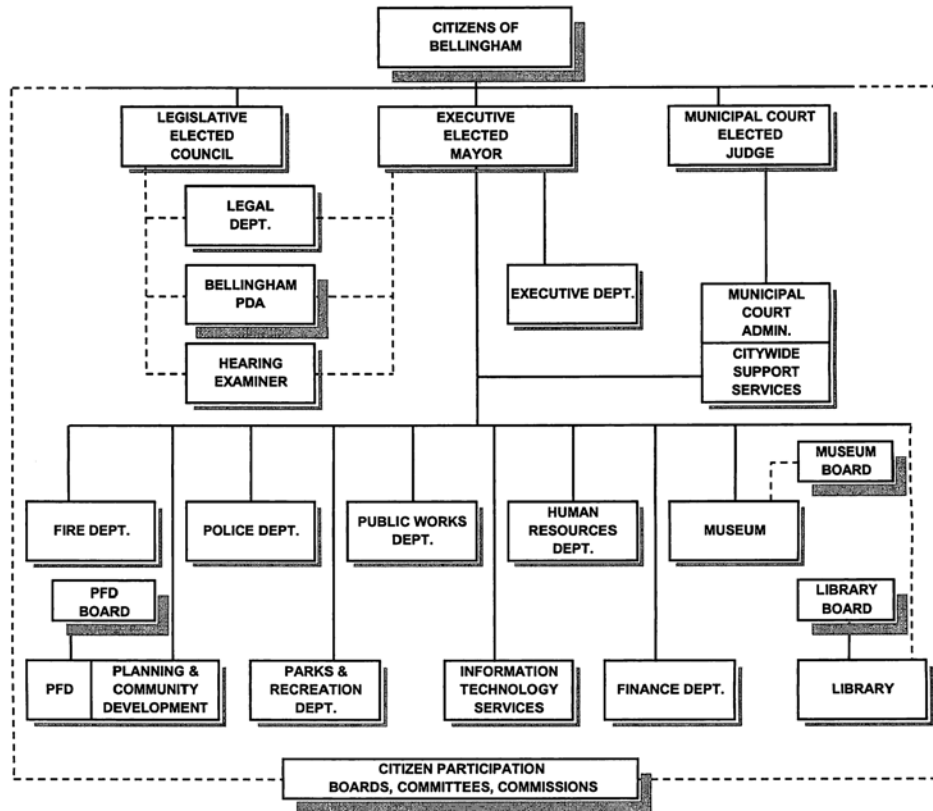 CITIZENS OF
BELLINGHAM
LEGISLATIVE
ELECTED
COUNCIL
EXECUTIVE
ELECTED
MAYOR
MUNICIPAL COURT
ELECTED
JUDGE
LEGAL
DEPT.
BELLINGHAM
PDA
HEARING
EXAMINER
EXECUTIVE DEPT.
MUNICIPAL
COURT
ADMIN.
CITYWIDE
SUPPORT
SERVICES
FIRE DEPT.
POLICE DEPT.
PUBLIC WORKS
DEPT.
HUMAN
RESOURCES
DEPT.
MUSEUM
MUSEUM
BOARD
PFD
BOARD
LIBRARY
BOARD
PFD
PLANNING &
COMMUNITY
DEVELOPMENT
PARKS &
RECREATION
DEPT.
INFORMATION
TECHNOLOGY
SERVICES
FINANCE DEPT.
LIBRARY
CITIZEN PARTICIPATION
BOARDS, COMMITTEES, COMMISSIONS